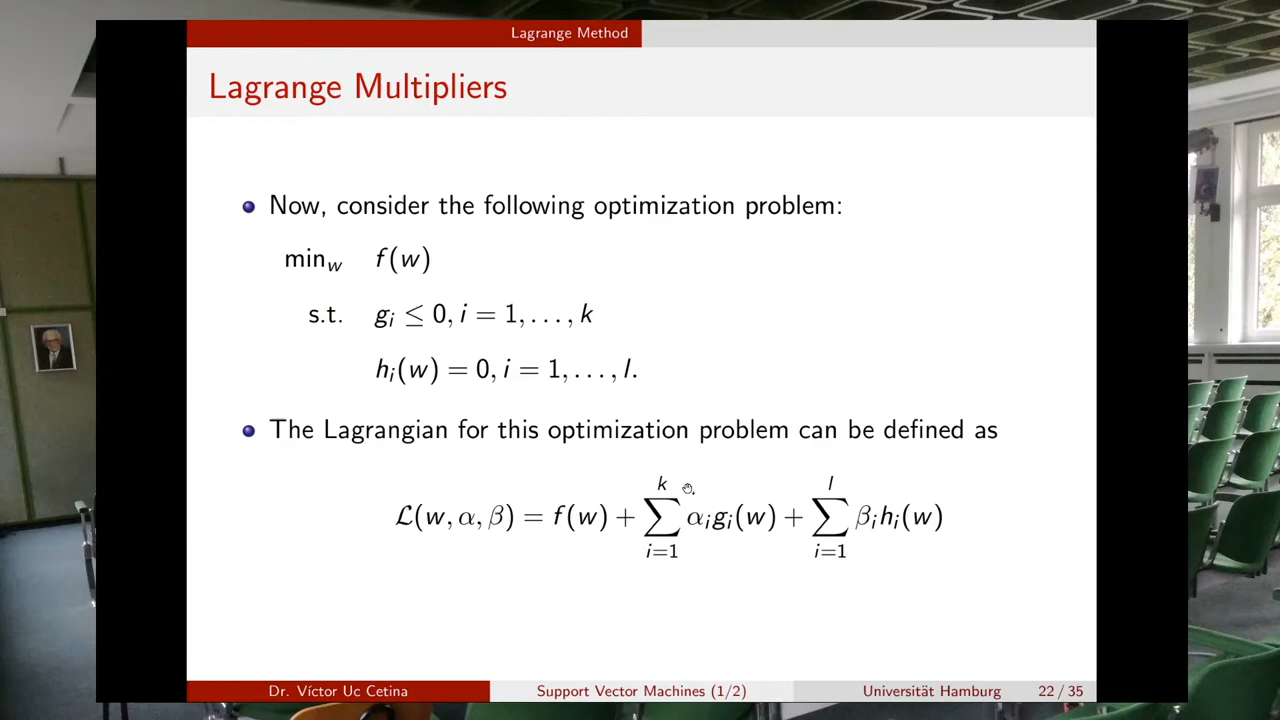 Lagrange Method
Lagrange Multipliers
Now, consider the following optimization problem:
min_w f(w)
s.t. g_i ≤ 0, i = 1, . . . , k
h_i(w) = 0, i = 1, . . . , l.
The Lagrangian for this optimization problem can be defined as
ℒ(w, α, β) = f(w) + ∑_{i=1}^{k} α_i g_i(w) + ∑_{i=1}^{l} β_i h_i(w)
Dr. Víctor Uc Cetina Support Vector Machines (1/2) Universität Hamburg 22 / 35